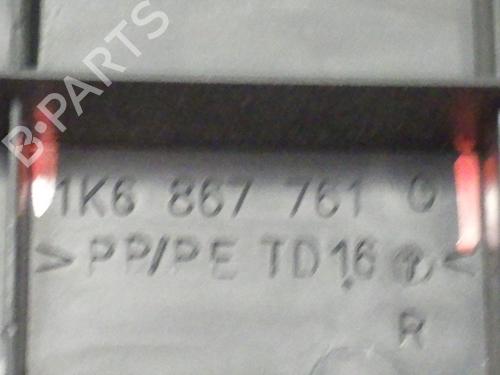 B-PARTS
1K6 867 761 G
>PP/PE TD16<
R